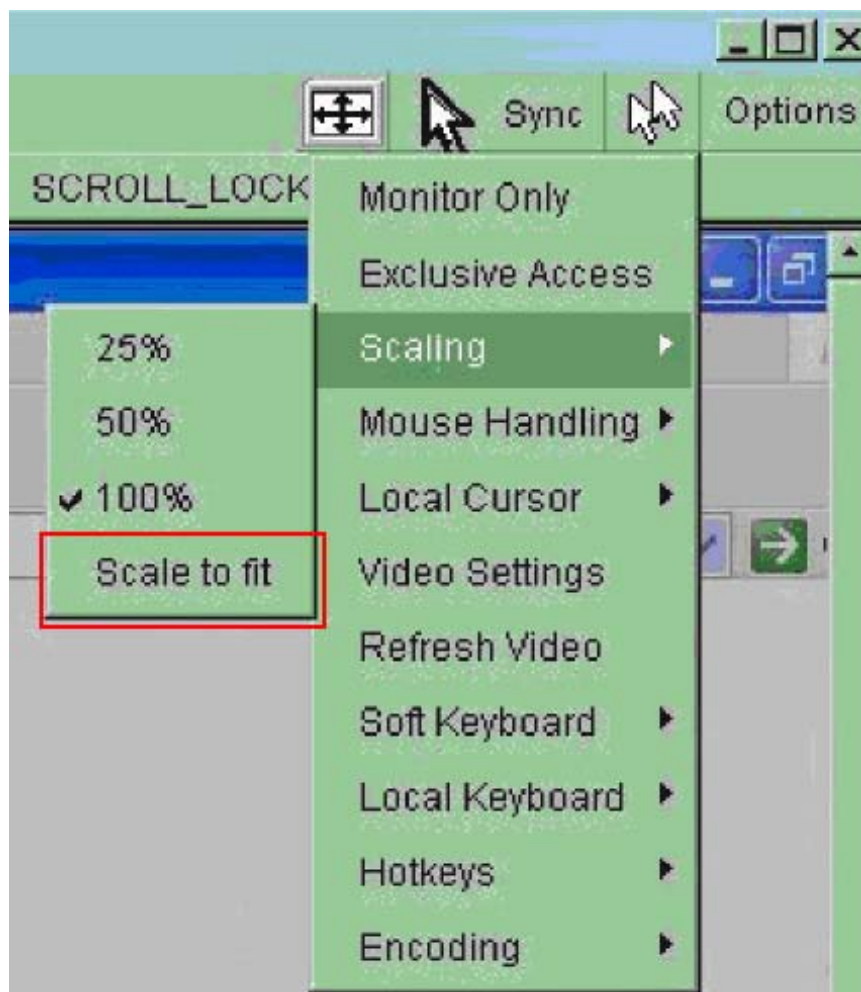 Sync
Options
SCROLL_LOCK
Monitor Only
Exclusive Access
Scaling
Mouse Handling
Local Cursor
Video Settings
Refresh Video
Soft Keyboard
Local Keyboard
Hotkeys
Encoding
25%
50%
100%
Scale to fit